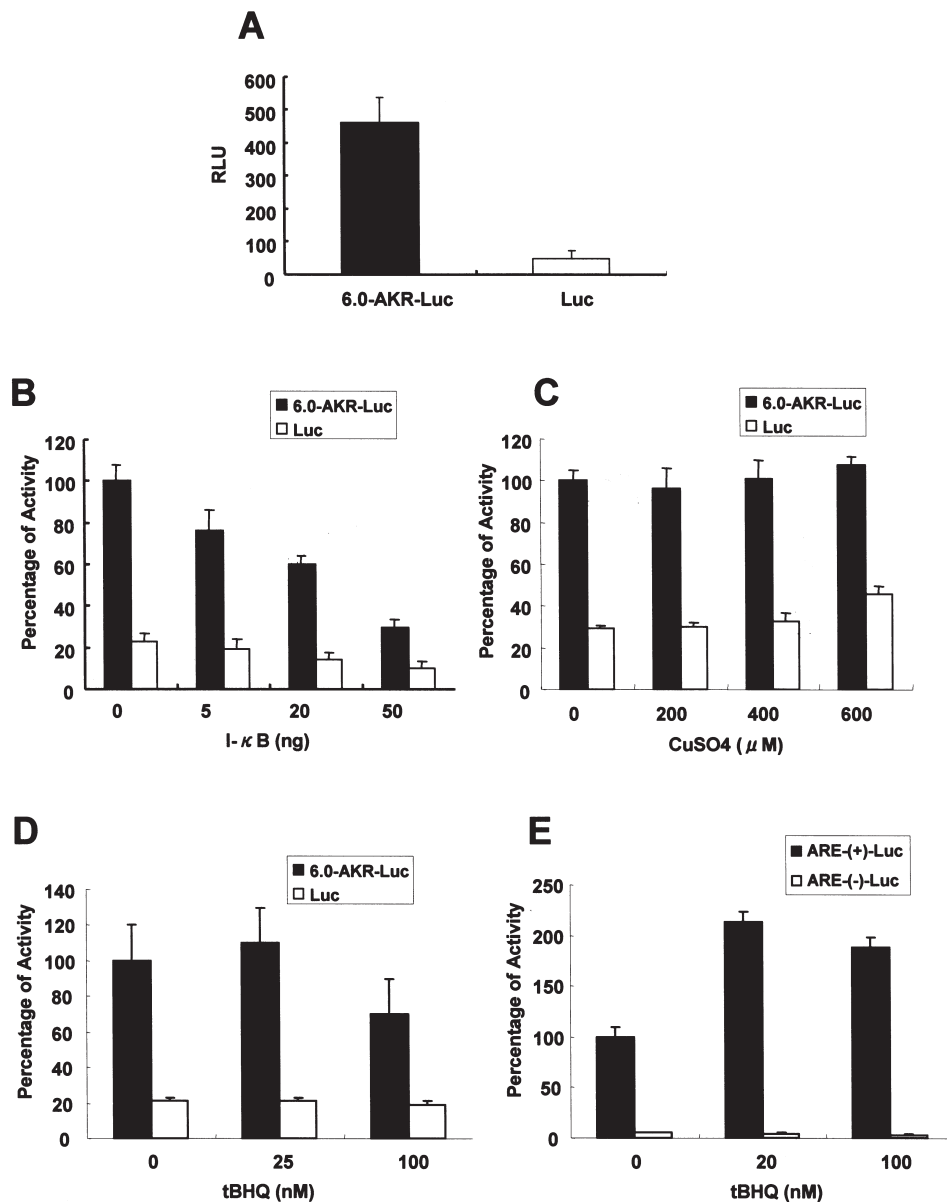 A
600
500
400
300
200
100
0
RLU
6.0-AKR-Luc
Luc
B
6.0-AKR-Luc
Luc
120
100
80
60
40
20
0
Percentage of Activity
0 5 20 50
I-κB (ng)
C
6.0-AKR-Luc
Luc
120
100
80
60
40
20
0
Percentage of Activity
0 200 400 600
CuSO4 (μM)
D
6.0-AKR-Luc
Luc
140
120
100
80
60
40
20
0
Percentage of Activity
0 25 100
tBHQ (nM)
E
ARE-(+)-Luc
ARE-(-)-Luc
250
200
150
100
50
0
Percentage of Activity
0 20 100
tBHQ (nM)